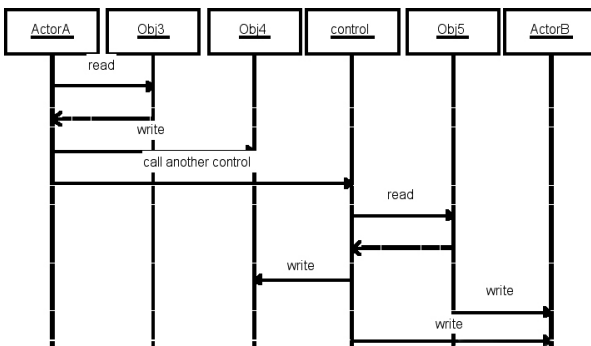 ActorA Obj3 Obj4 control Obj5 ActorB
read
write
call another control
read
write
write
write